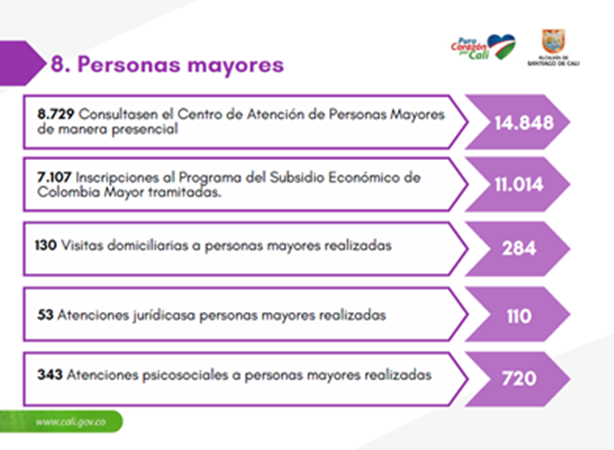 Puro
Corazón
por
Cali
ALCALDÍA DE
SANTIAGO DE CALI
8. Personas mayores
8.729 Consultasen el Centro de Atención de Personas Mayores
de manera presencial
14.848
7.107 Inscripciones al Programa del Subsidio Económico de
Colombia Mayor tramitadas.
11.014
130 Visitas domiciliarias a personas mayores realizadas
284
53 Atenciones jurídicasa personas mayores realizadas
110
343 Atenciones psicosociales a personas mayores realizadas
720
www.cali.gov.co